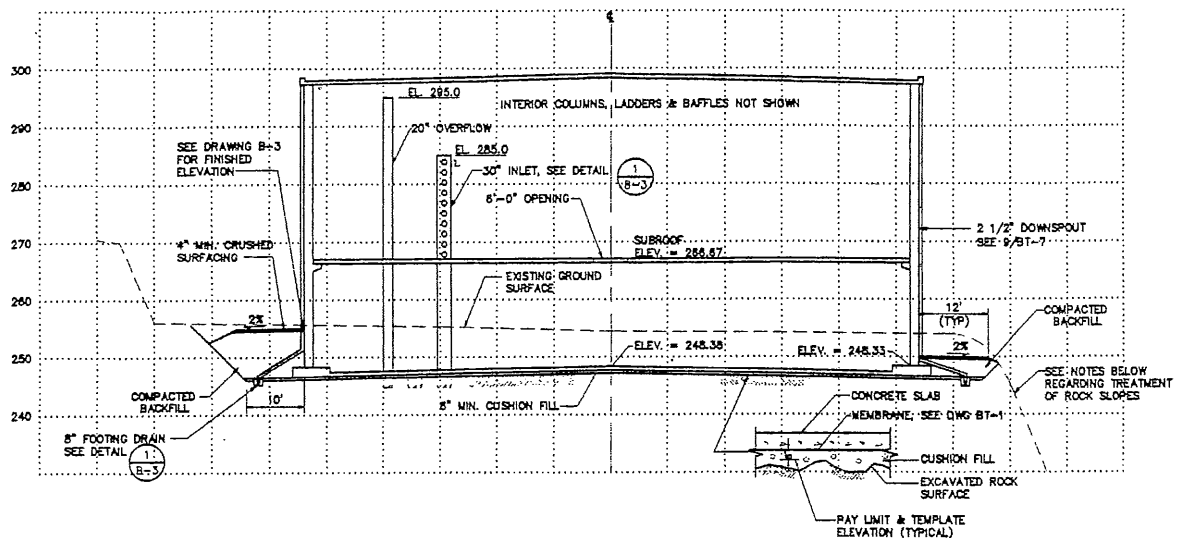 ℄
300
290
280
270
260
250
240
EL. 295.0
INTERIOR COLUMNS, LADDERS & BAFFLES NOT SHOWN
20" OVERFLOW
SEE DRAWING B-3
FOR FINISHED
ELEVATION
EL 285.0
30" INLET, SEE DETAIL
1
B-3
8'-0" OPENING
2 1/2" DOWNSPOUT
SEE 9/BT-7
4" MIN. CRUSHED
SURFACING
SUBROOF
ELEV. = 266.67
EXISTING GROUND
SURFACE
12'
(TYP)
COMPACTED
BACKFILL
2%
2%
ELEV. = 248.38
ELEV. = 248.33
COMPACTED
BACKFILL
10'
6" MIN. CUSHION FILL
SEE NOTES BELOW
REGARDING TREATMENT
OF ROCK SLOPES
CONCRETE SLAB
MEMBRANE, SEE DWG BT-1
8" FOOTING DRAIN
SEE DETAIL
1
B-3
CUSHION FILL
EXCAVATED ROCK
SURFACE
PAY LIMIT & TEMPLATE
ELEVATION (TYPICAL)